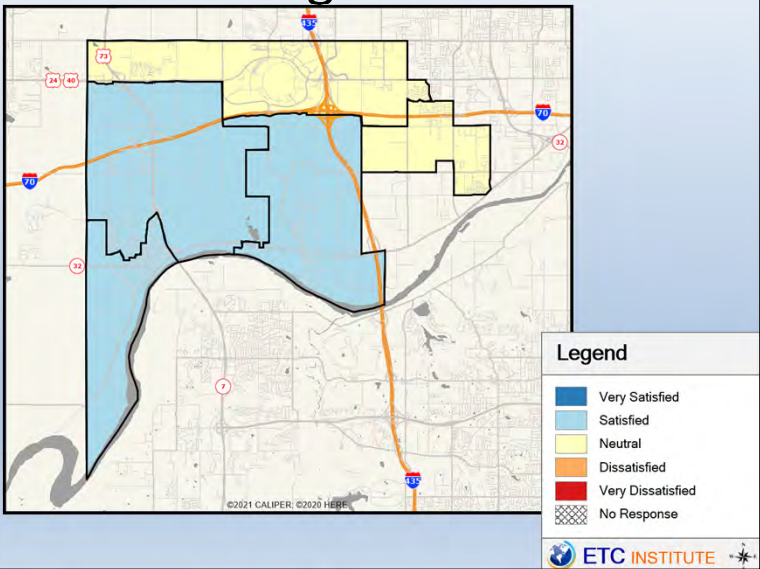 435
73
24 40
70
32
70
32
7
435
©2021 CALIPER; ©2020 HERE
Legend
Very Satisfied
Satisfied
Neutral
Dissatisfied
Very Dissatisfied
No Response
ETC INSTITUTE